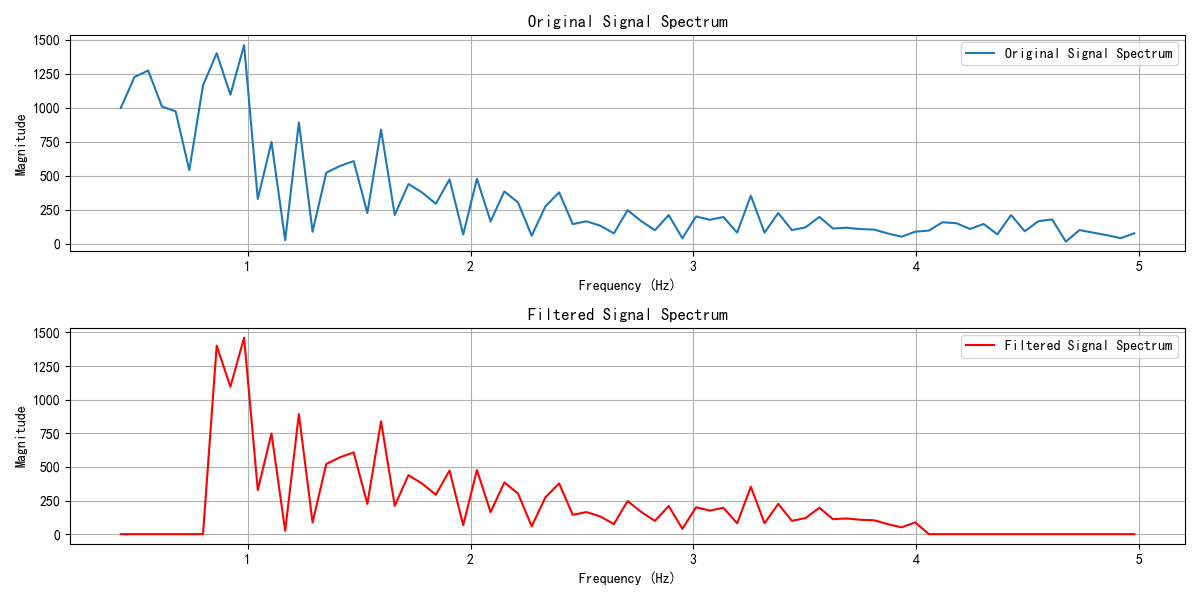 Original Signal Spectrum
1500
1250
1000
750
500
250
0
Magnitude
Original Signal Spectrum
1 2 3 4 5
Frequency (Hz)
Filtered Signal Spectrum
1500
1250
1000
750
500
250
0
Magnitude
Filtered Signal Spectrum
1 2 3 4 5
Frequency (Hz)